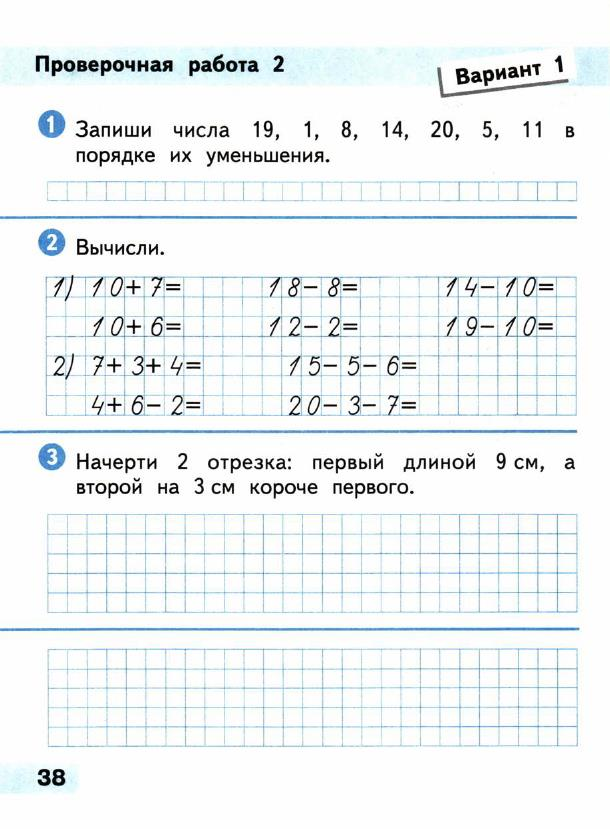 Проверочная работа 2
Вариант 1
1 Запиши числа 19, 1, 8, 14, 20, 5, 11 в
порядке их уменьшения.
2 Вычисли.
1) 10+7= 18-8= 14-10=
10+6= 12-2= 19-10=
2) 7+3+4= 15-5-6=
4+6-2= 20-3-7=
3 Начерти 2 отрезка: первый длиной 9 см, а
второй на 3 см короче первого.
38